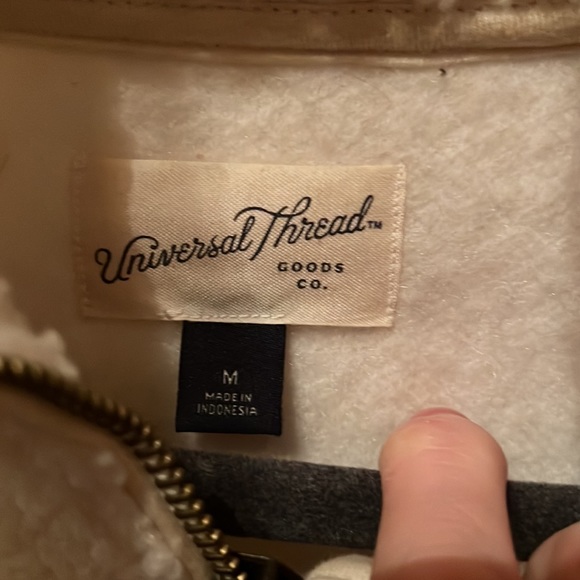 Universal Thread™
GOODS
CO.
M
MADE IN
INDONESIA